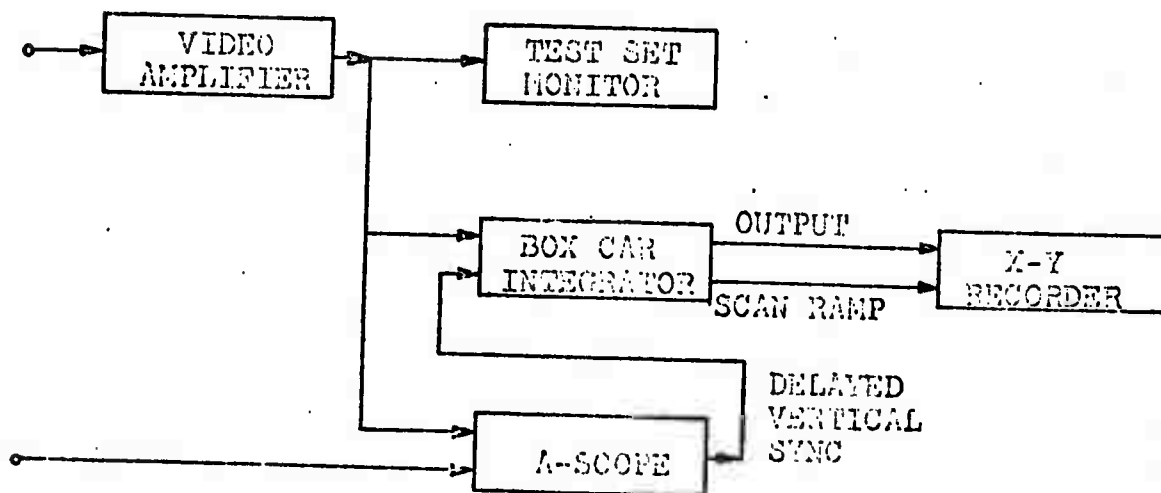 VIDEO
AMPLIFIER
TEST SET
MONITOR
BOX CAR
INTEGRATOR
OUTPUT
SCAN RAMP
X-Y
RECORDER
DELAYED
VERTICAL
SYNC
A-SCOPE